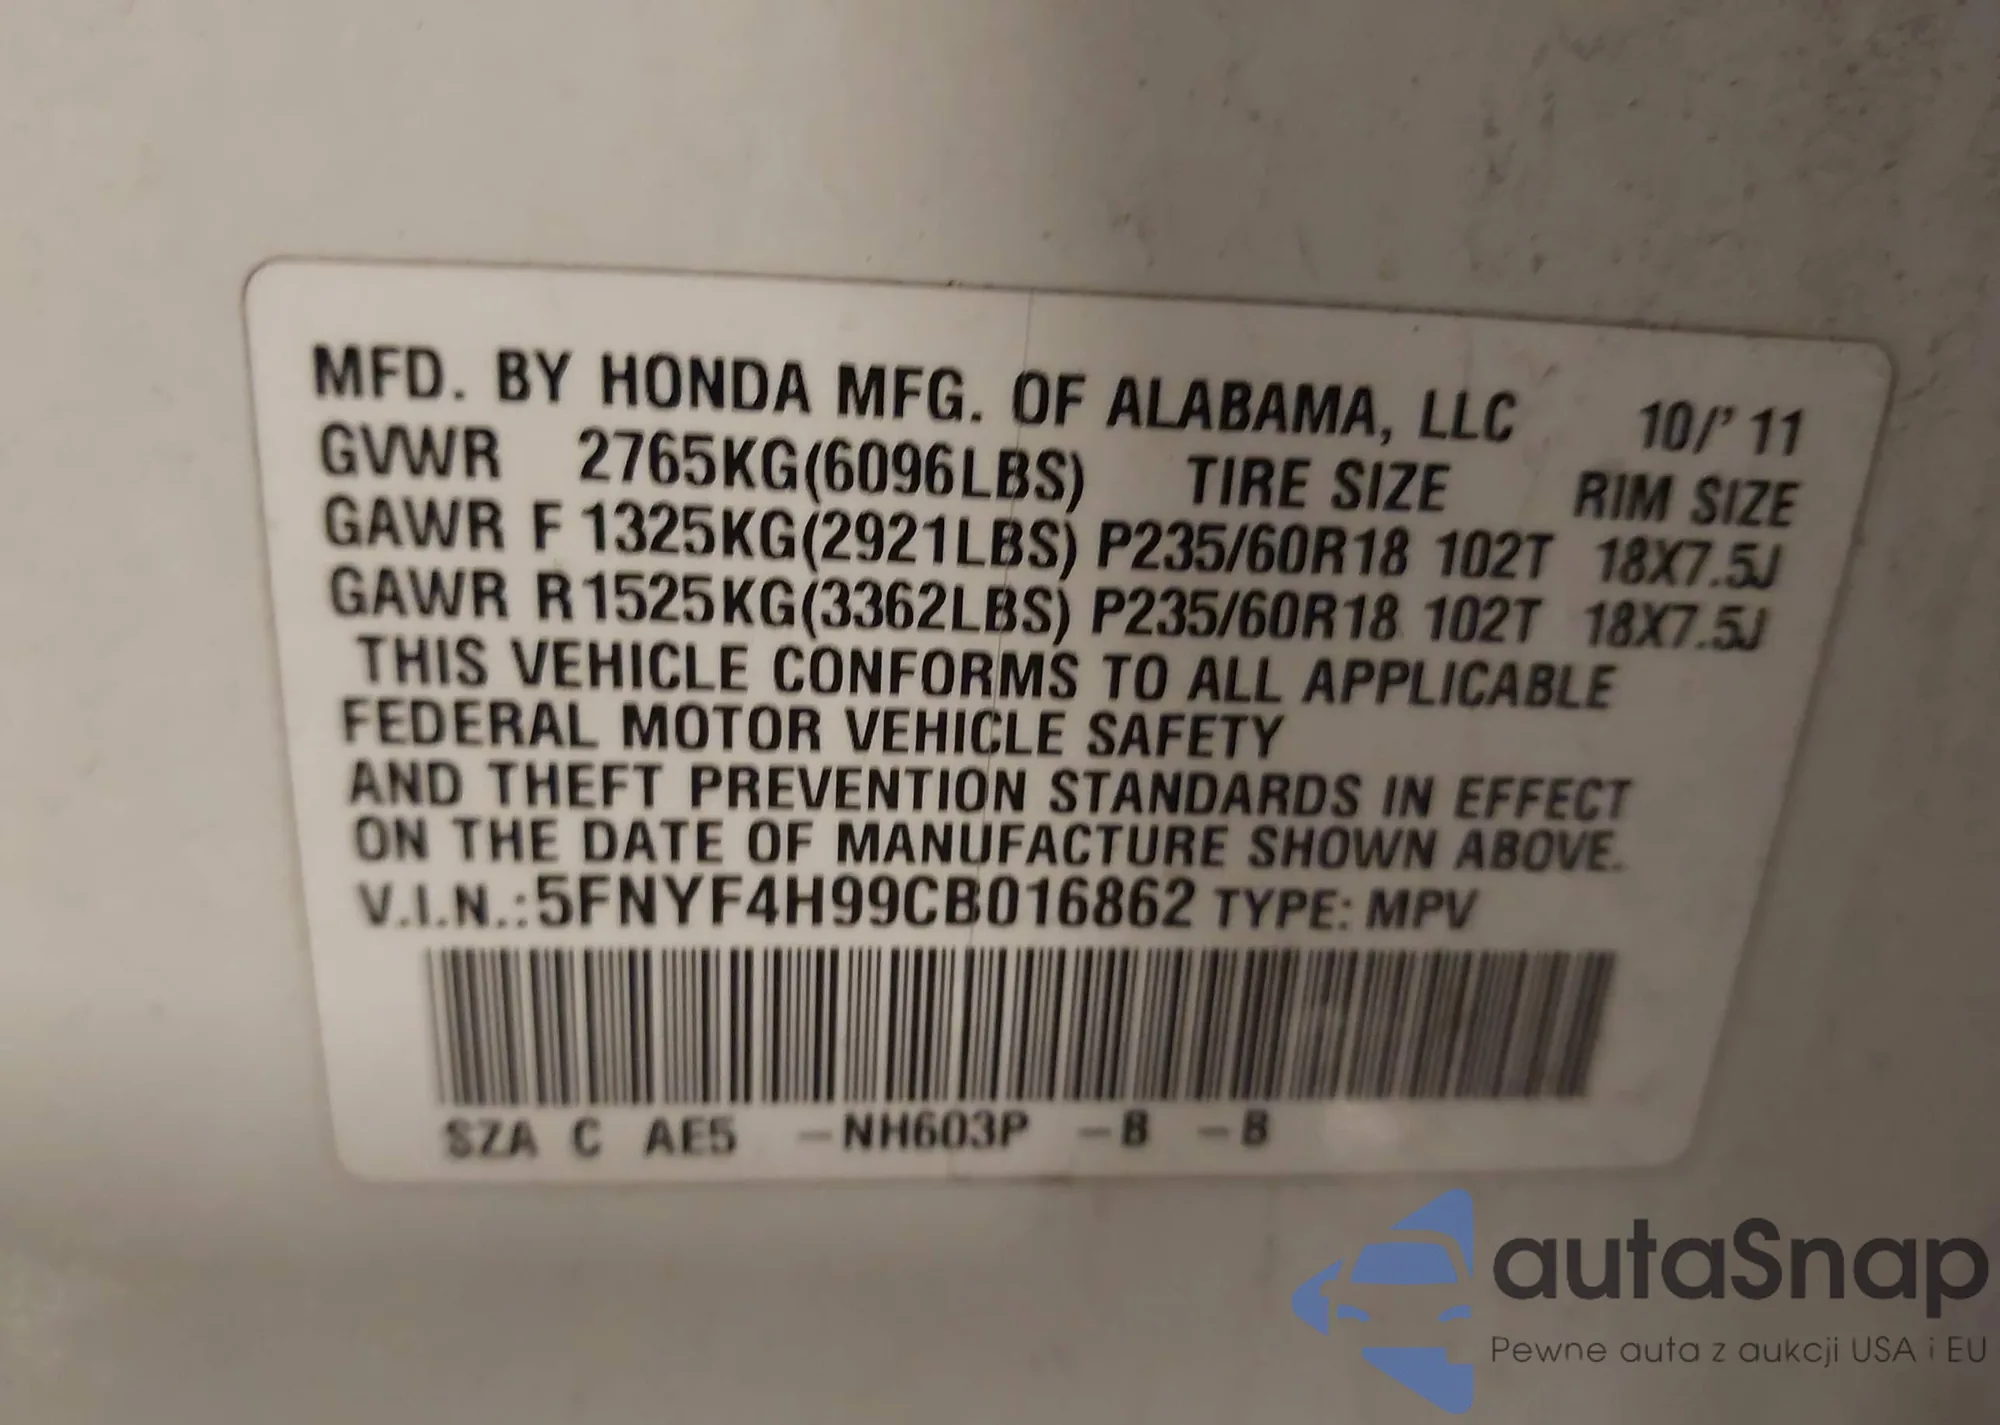 MFD. BY HONDA MFG. OF ALABAMA, LLC 10/'11
GVWR 2765KG(6096LBS) TIRE SIZE RIM SIZE
GAWR F 1325KG(2921LBS) P235/60R18 102T 18X7.5J
GAWR R 1525KG(3362LBS) P235/60R18 102T 18X7.5J
THIS VEHICLE CONFORMS TO ALL APPLICABLE
FEDERAL MOTOR VEHICLE SAFETY
AND THEFT PREVENTION STANDARDS IN EFFECT
ON THE DATE OF MANUFACTURE SHOWN ABOVE.
V.I.N.:5FNYF4H99CB016862 TYPE: MPV
SZA C AE5 –NH603P –B –B
autaSnap
Pewne auta z aukcji USA i EU